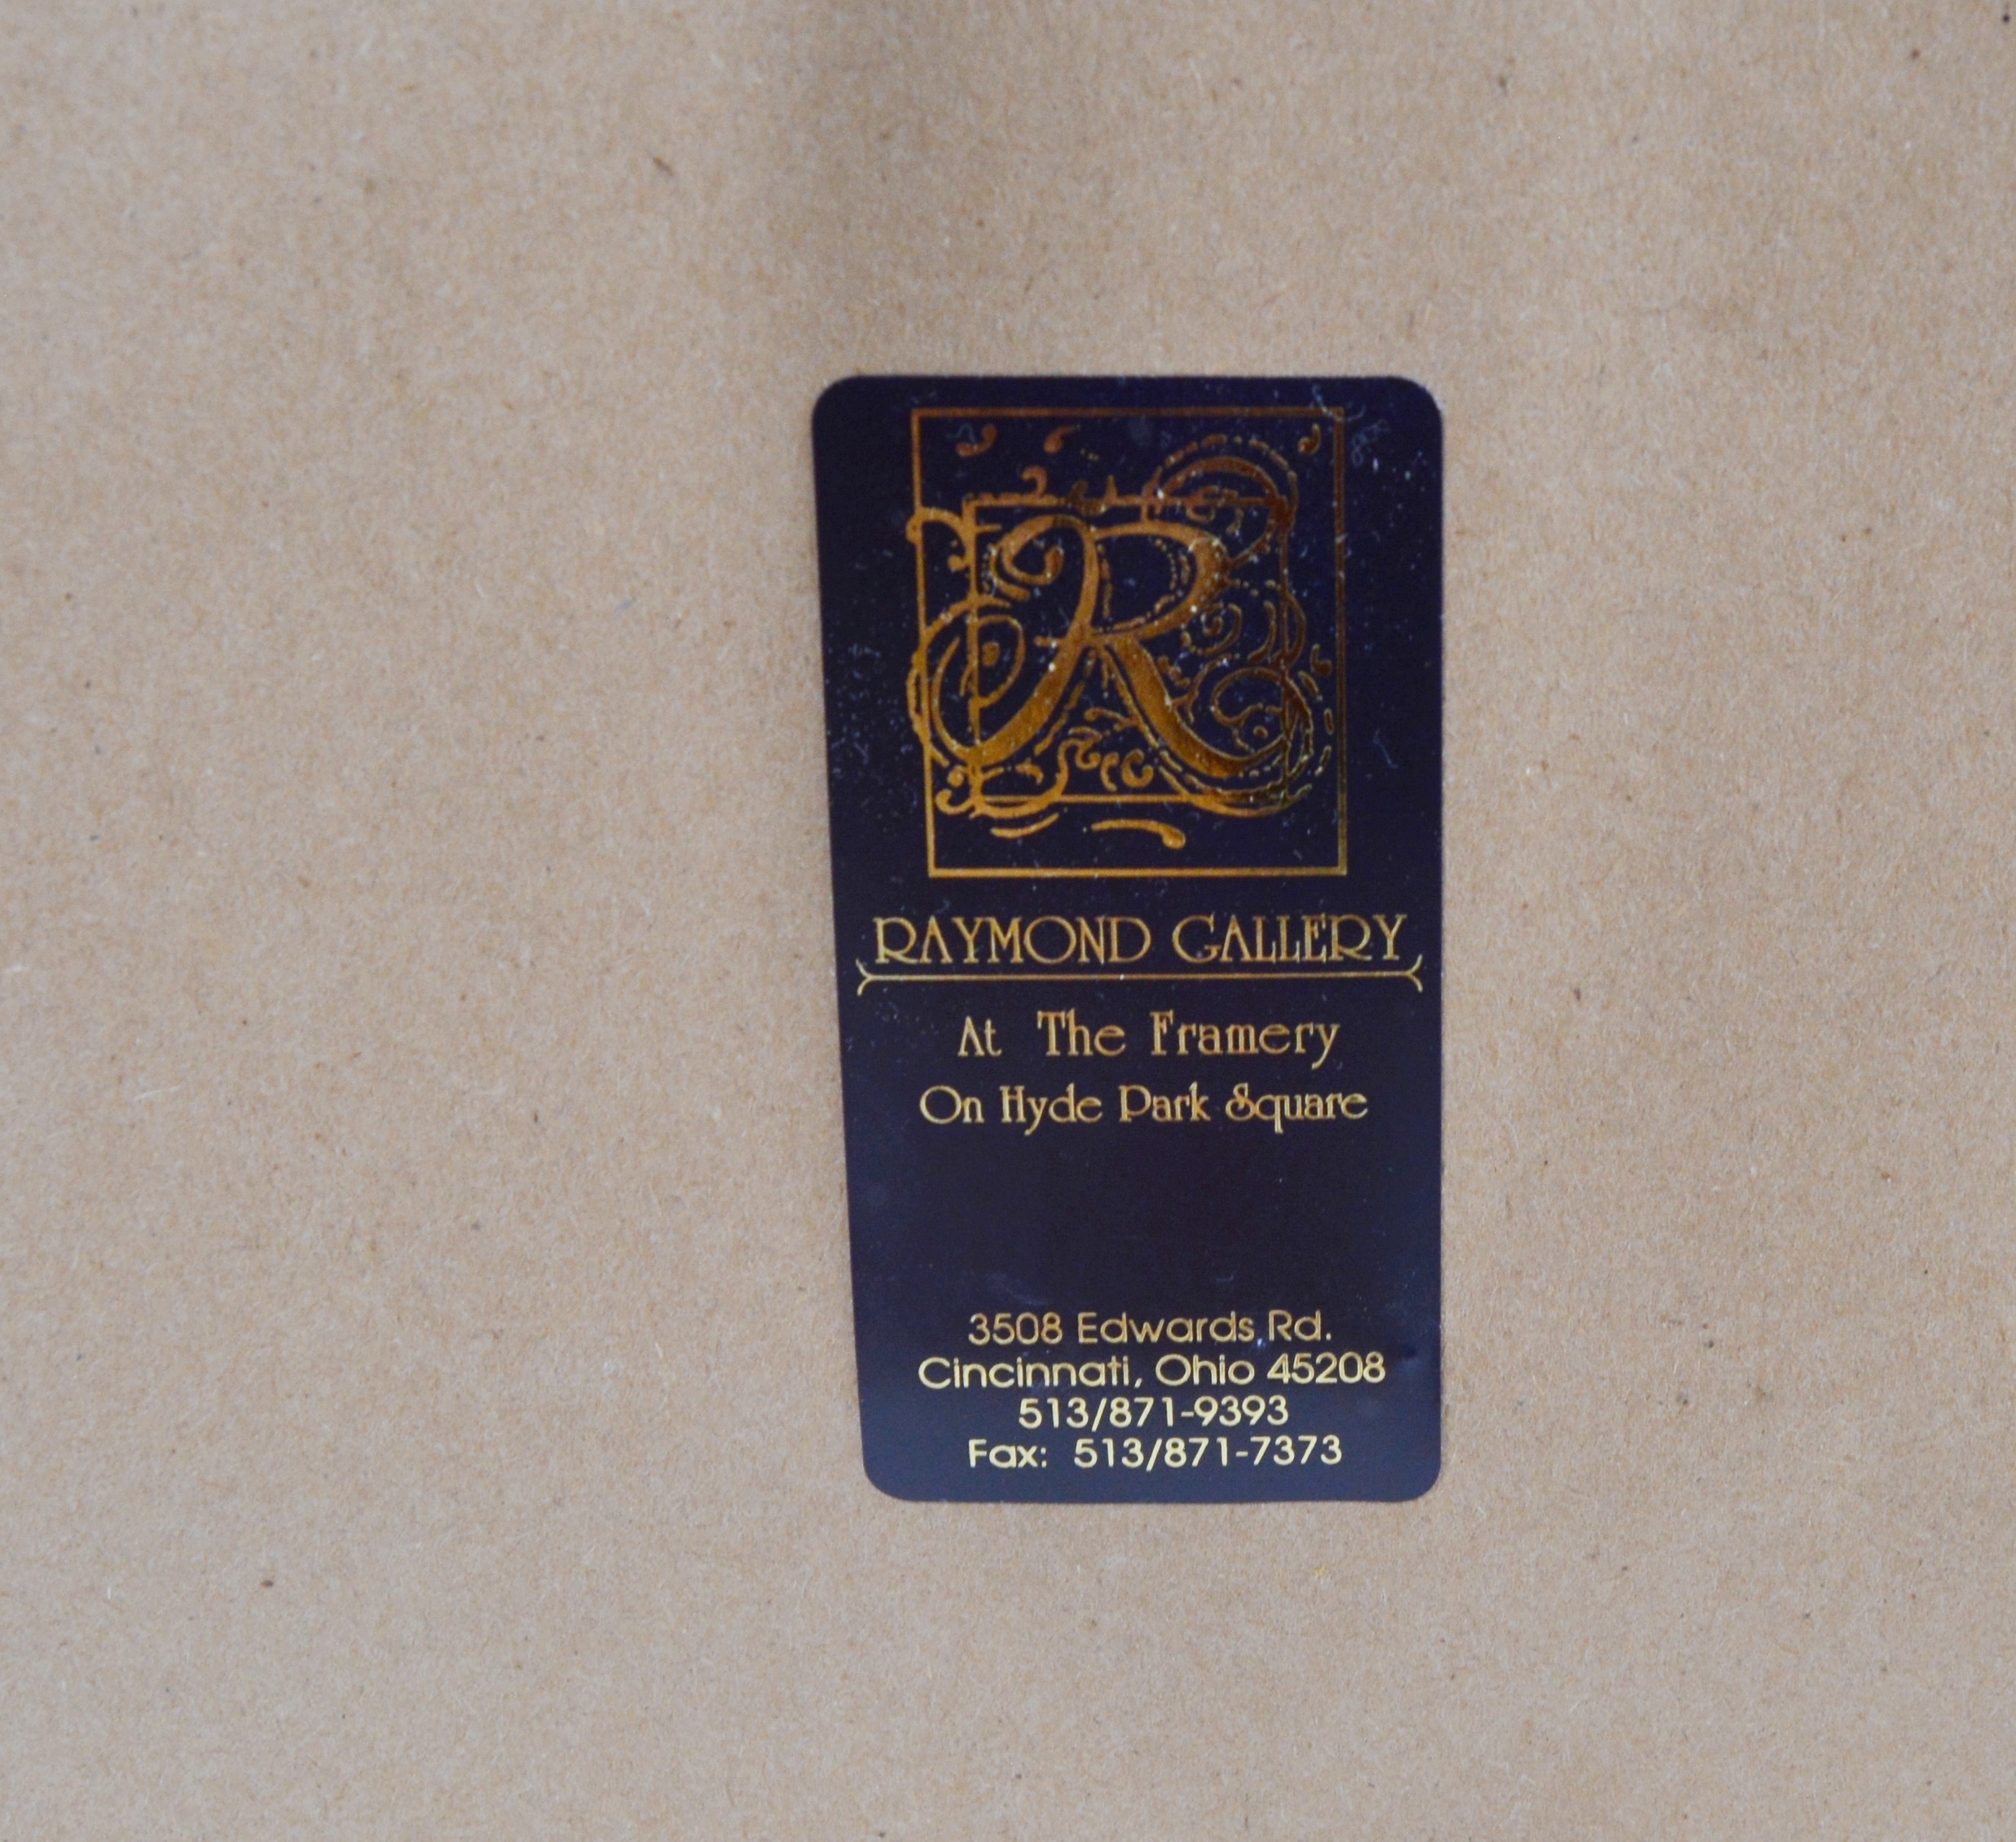 R
RAYMOND GALLERY
At The Framery
On Hyde Park Square
3508 Edwards Rd.
Cincinnati, Ohio 45208
513/871-9393
Fax: 513/871-7373